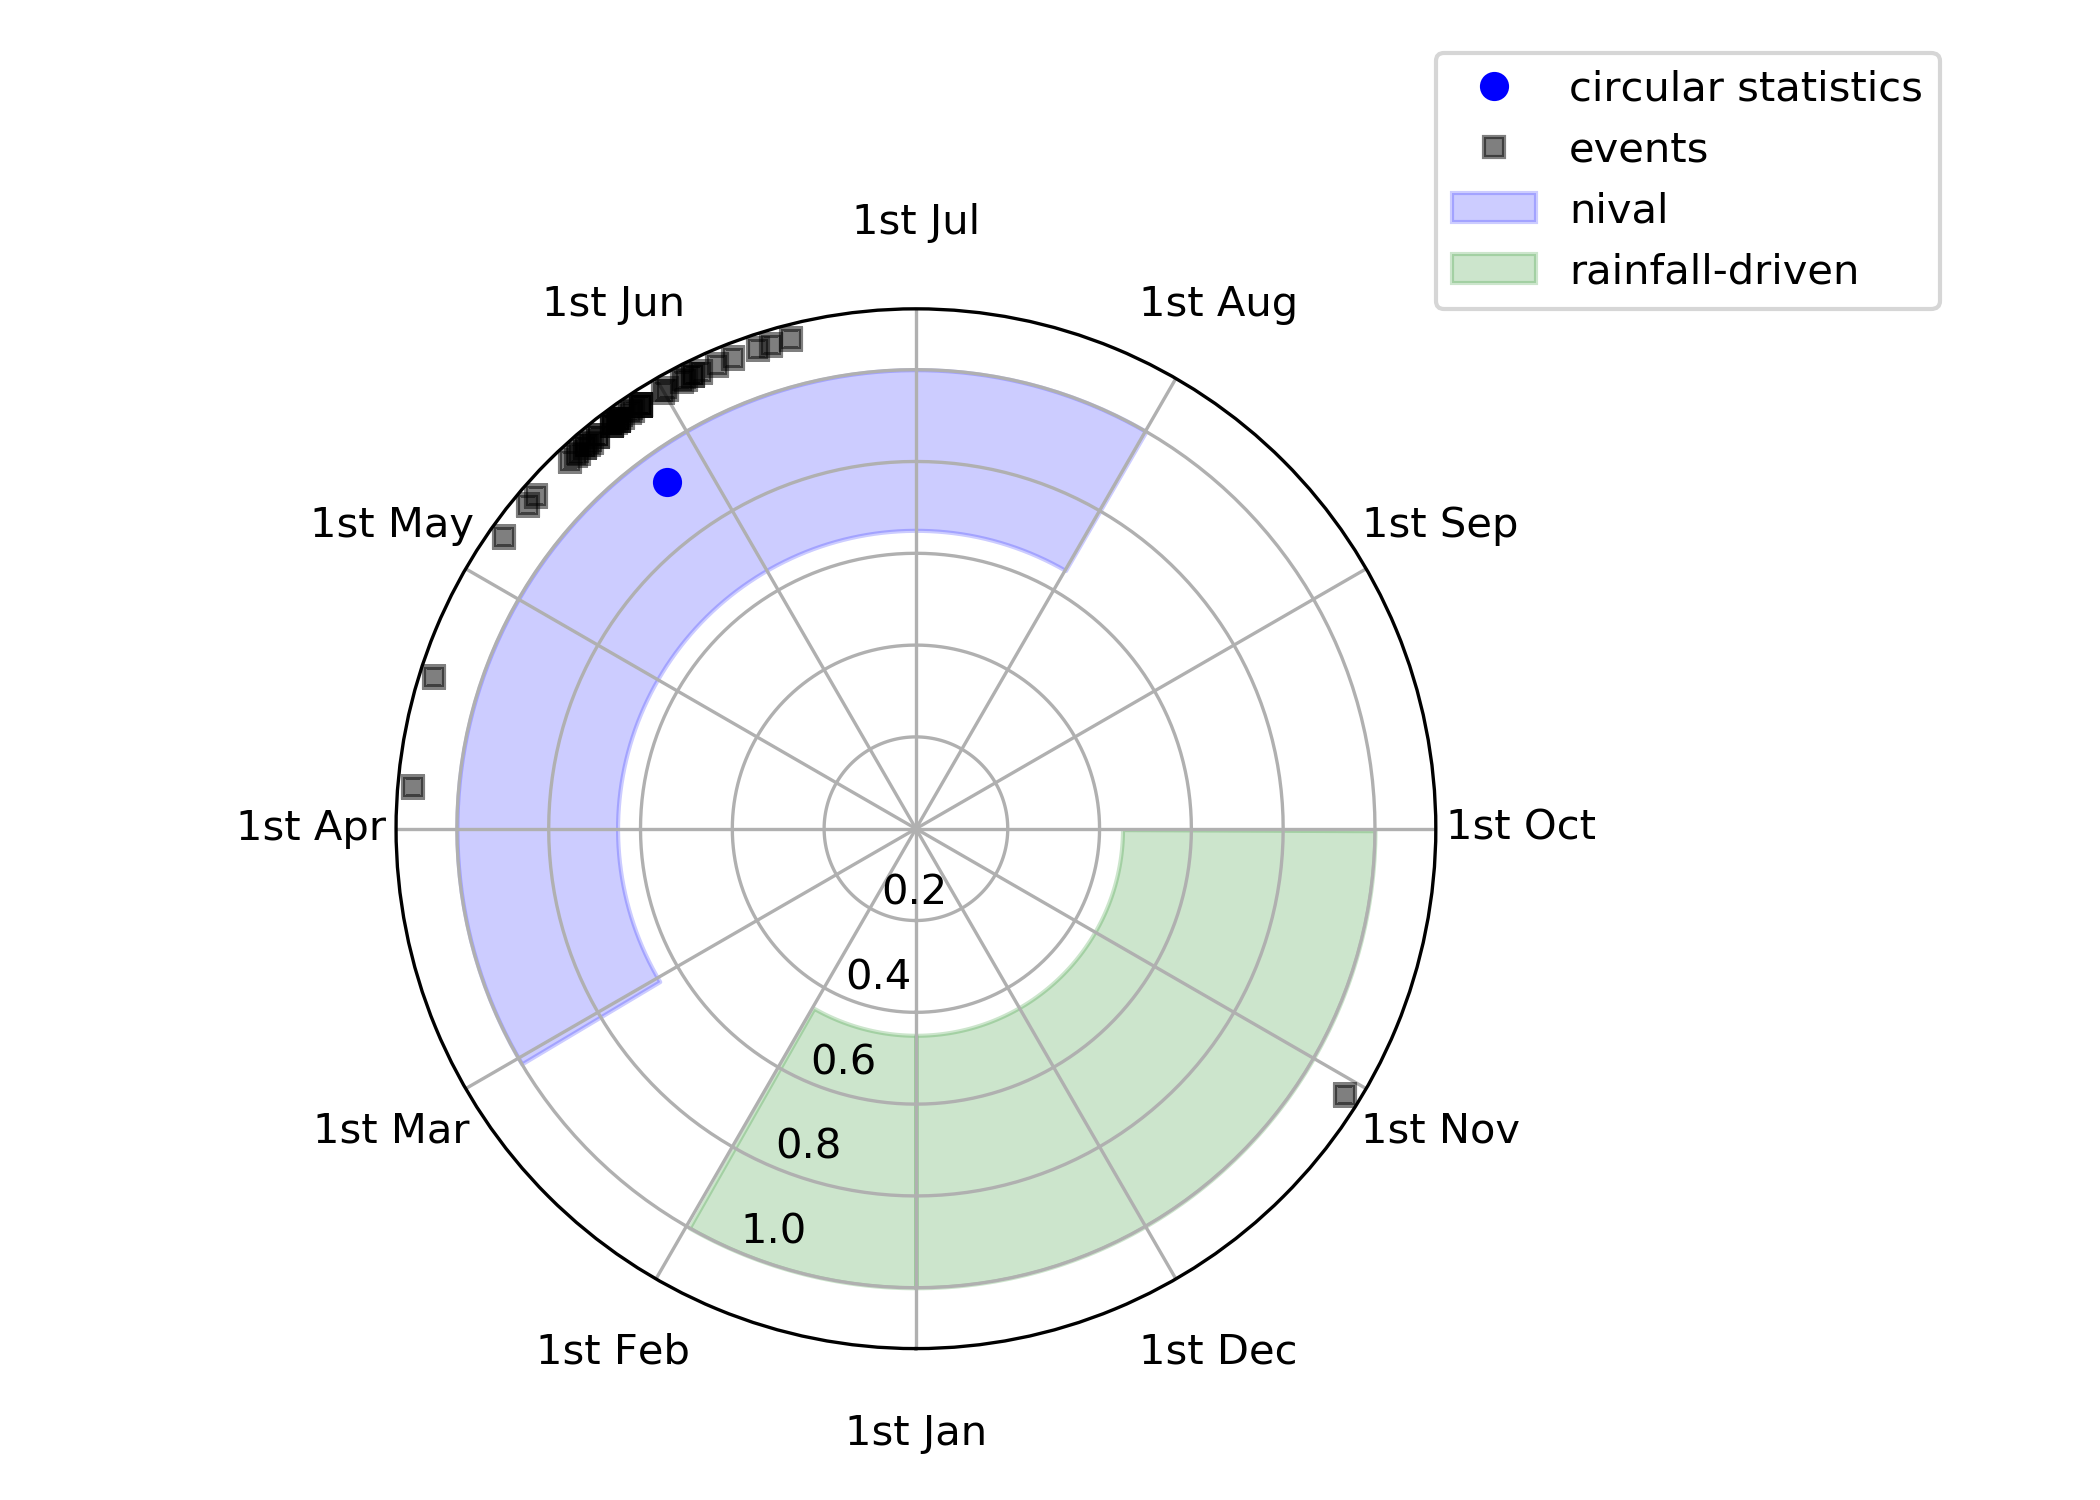 circular statistics
events
nival
rainfall-driven
1st Jul
1st Jun
1st Aug
1st May
1st Sep
1st Apr
1st Oct
0.2
0.4
0.6
1st Mar
1st Nov
0.8
1.0
1st Feb
1st Dec
1st Jan